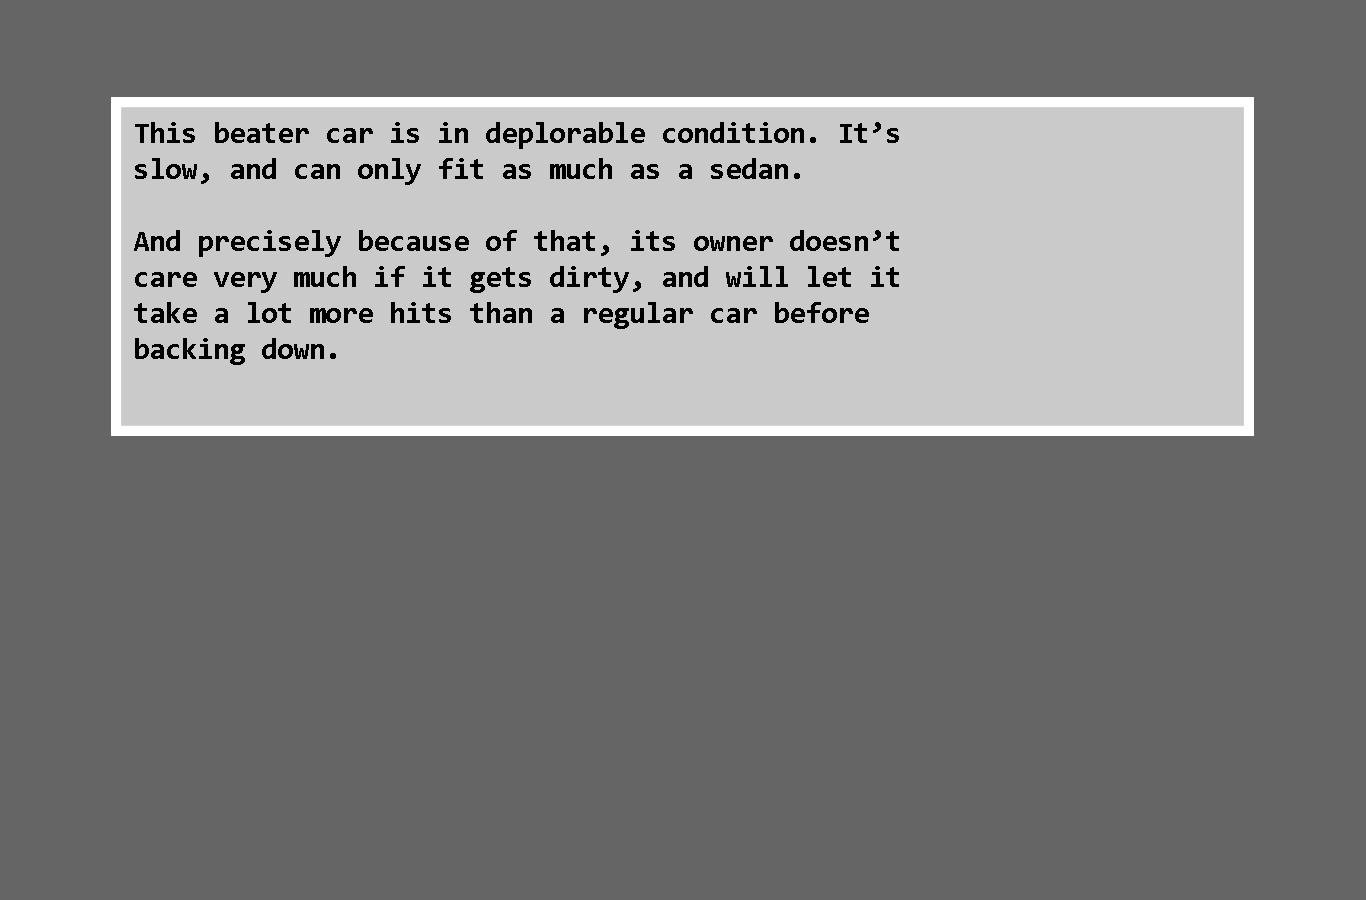 This beater car is in deplorable condition. It’s
slow, and can only fit as much as a sedan.
And precisely because of that, its owner doesn’t
care very much if it gets dirty, and will let it
take a lot more hits than a regular car before
backing down.